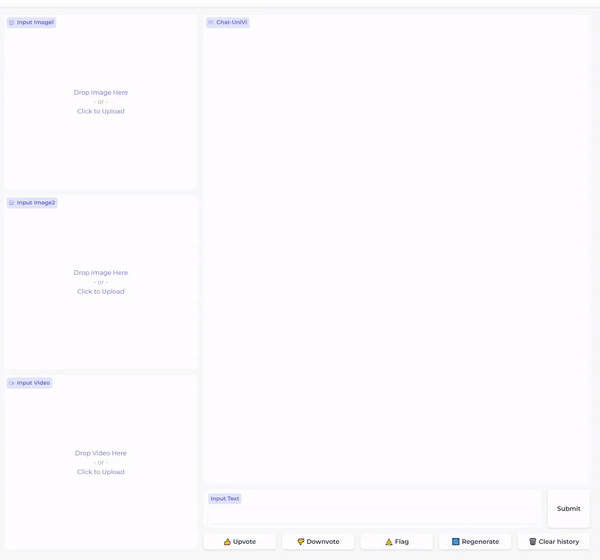 Input Image1
Drop Image Here
- or -
Click to Upload
Input Image2
Drop Image Here
- or -
Click to Upload
Input Video
Drop Video Here
- or -
Click to Upload
Chat-UniVi
Input Text
Submit
Upvote
Downvote
Flag
Regenerate
Clear history